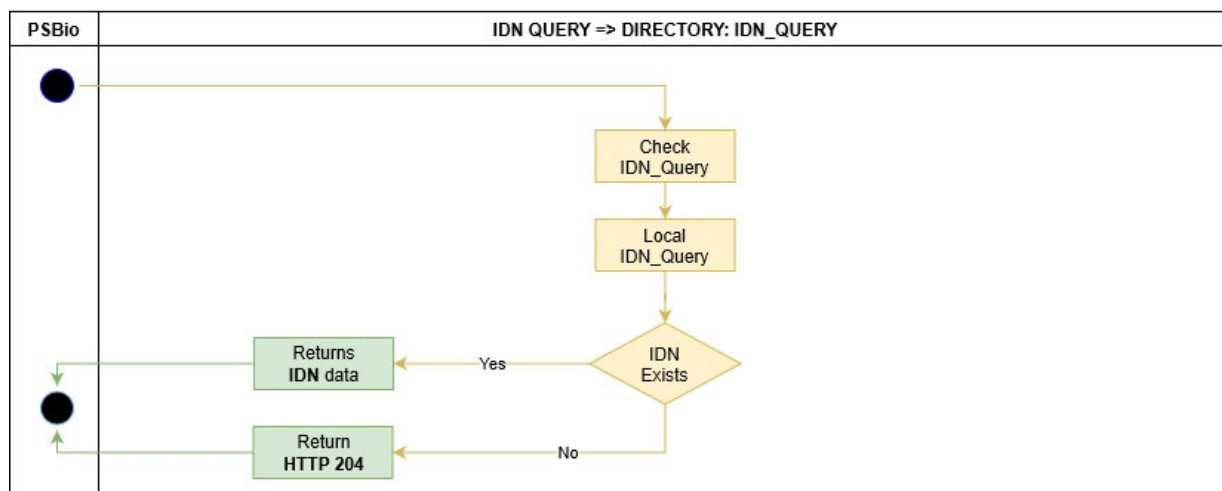 PSBio
IDN QUERY => DIRECTORY: IDN_QUERY
Check
IDN_Query
Local
IDN_Query
IDN
Exists
Yes
Returns
IDN data
No
Return
HTTP 204